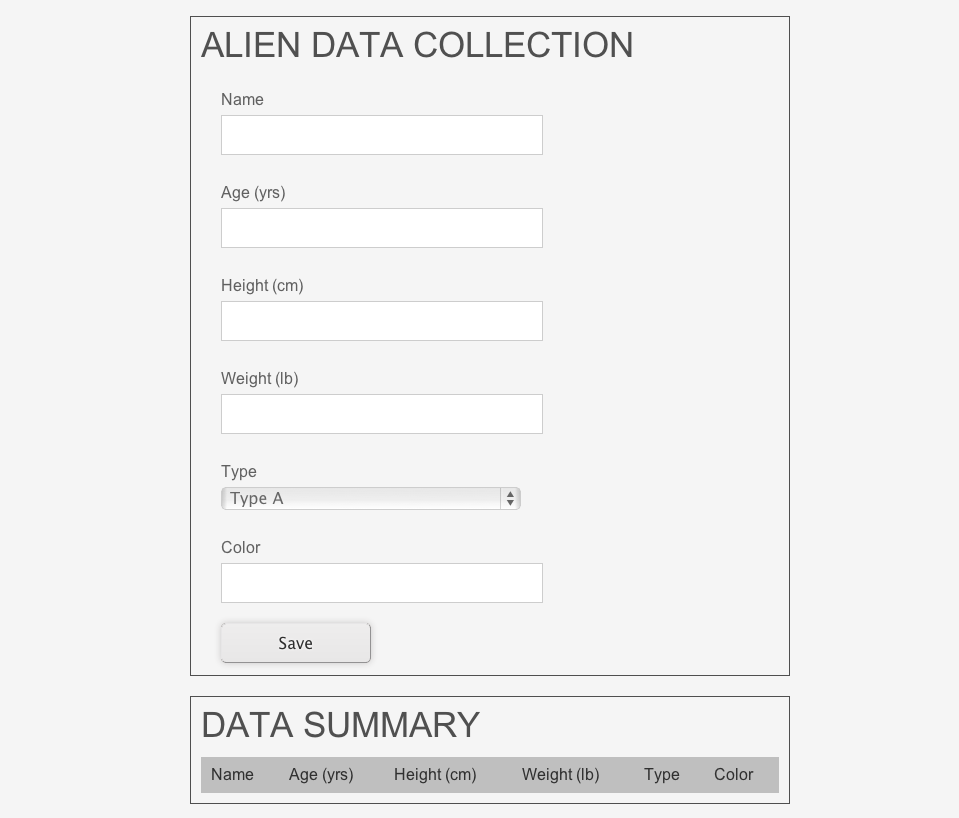 ALIEN DATA COLLECTION
Name
Age (yrs)
Height (cm)
Weight (lb)
Type
Type A
Color
Save
DATA SUMMARY
Name Age (yrs) Height (cm) Weight (lb) Type Color